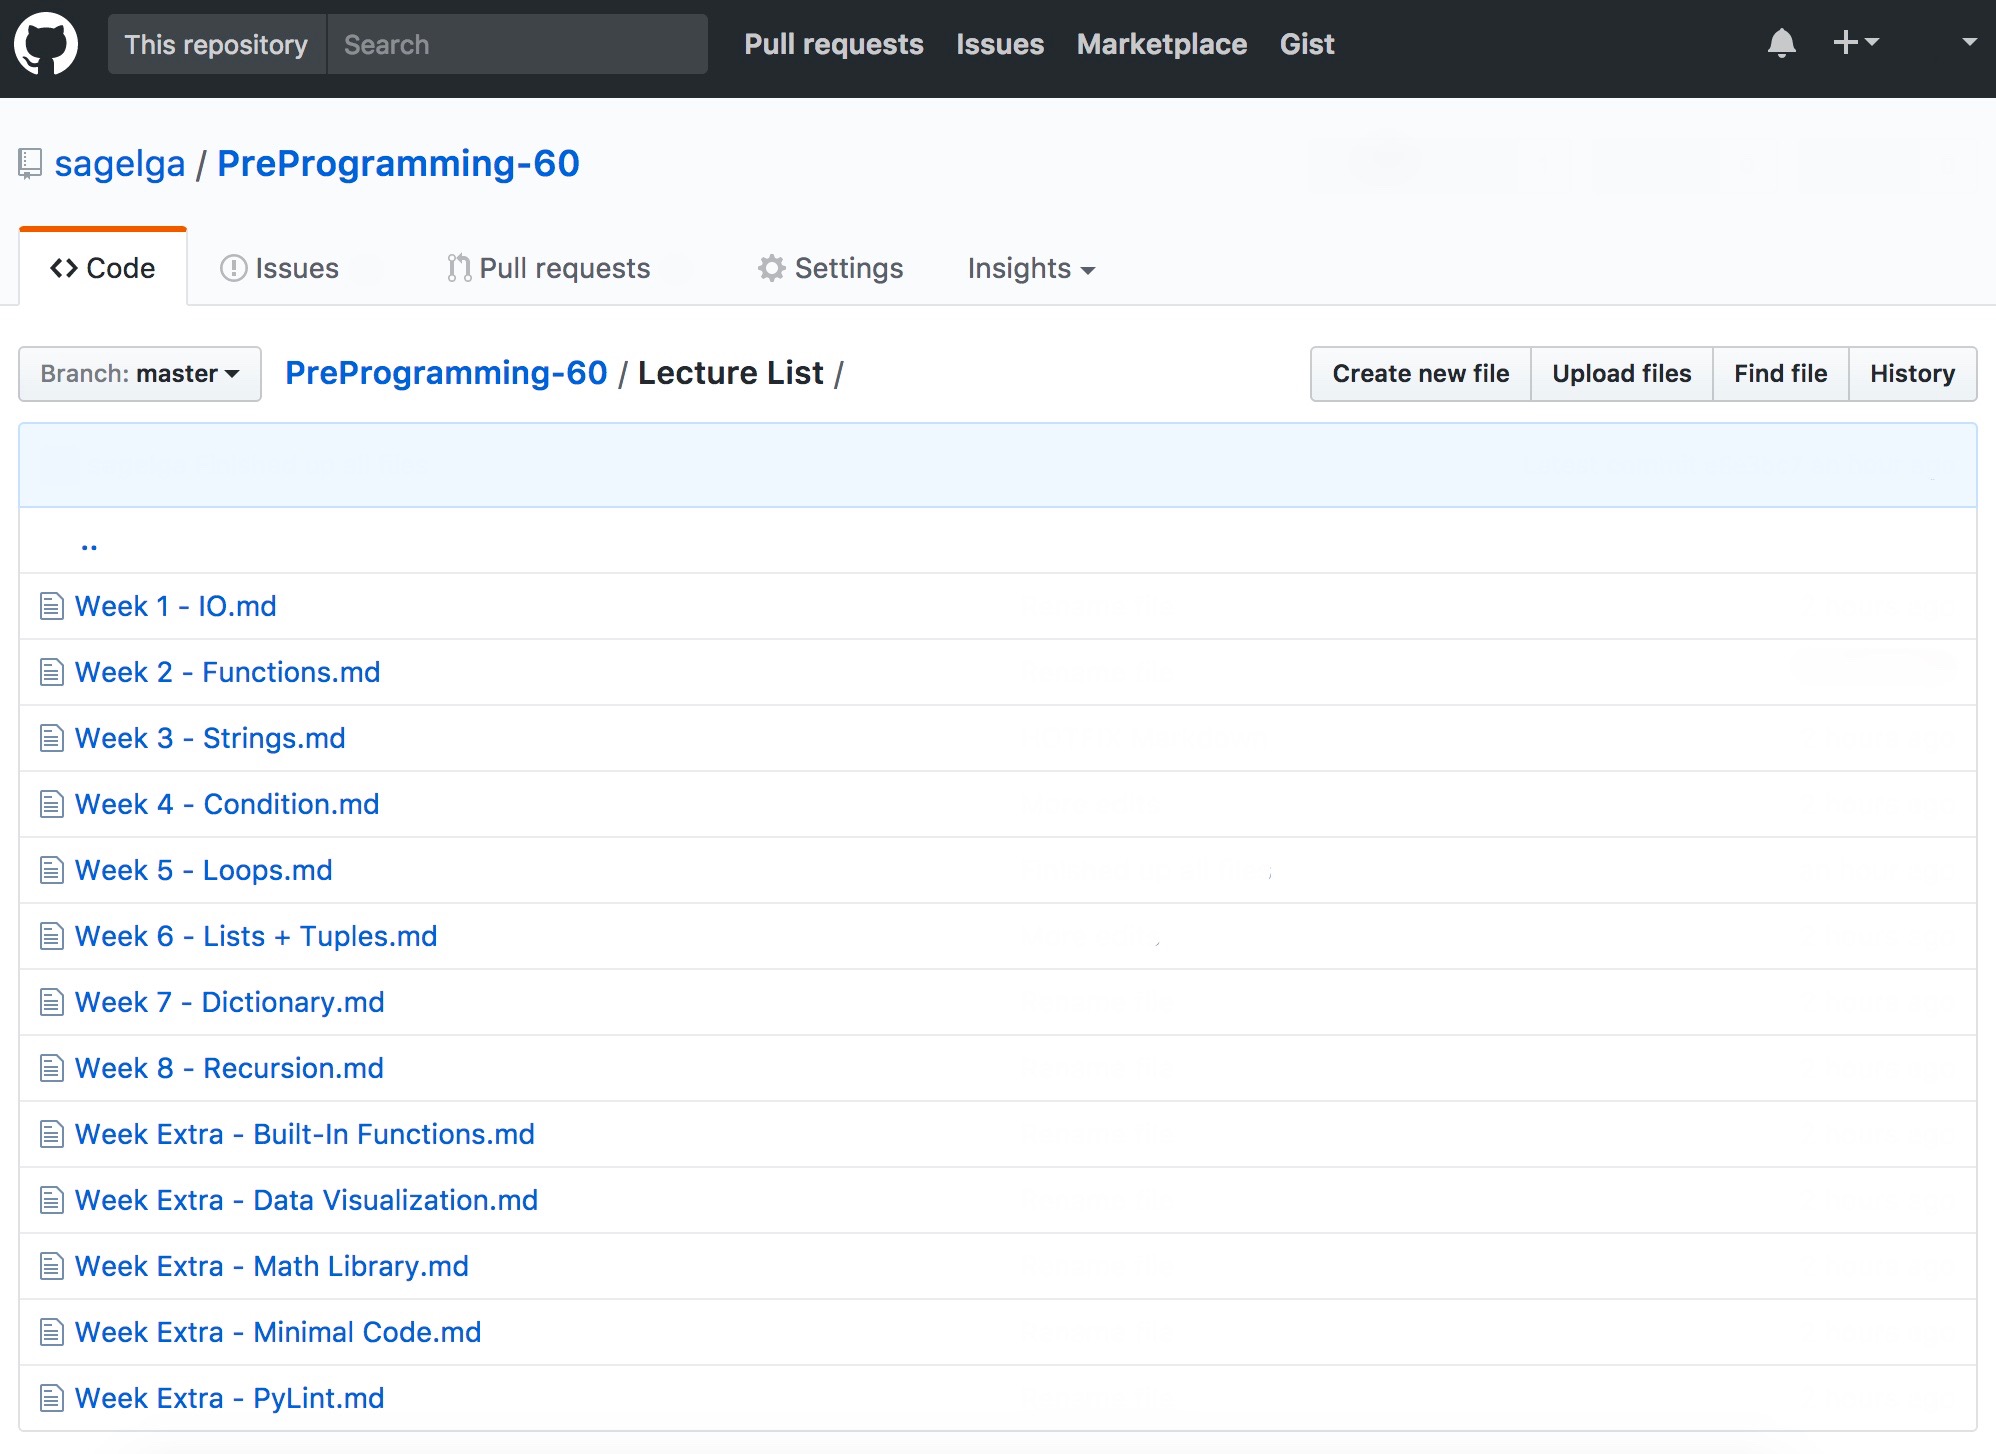 This repository Search Pull requests Issues Marketplace Gist
sagelga / PreProgramming-60
Code Issues Pull requests Settings Insights
Branch: master PreProgramming-60 / Lecture List / Create new file Upload files Find file History
..
Week 1 - IO.md
Week 2 - Functions.md
Week 3 - Strings.md
Week 4 - Condition.md
Week 5 - Loops.md
Week 6 - Lists + Tuples.md
Week 7 - Dictionary.md
Week 8 - Recursion.md
Week Extra - Built-In Functions.md
Week Extra - Data Visualization.md
Week Extra - Math Library.md
Week Extra - Minimal Code.md
Week Extra - PyLint.md